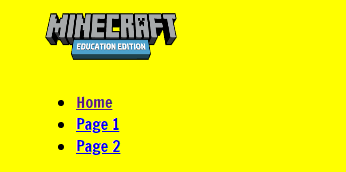 MINECRAFT
EDUCATION EDITION
Home
Page 1
Page 2